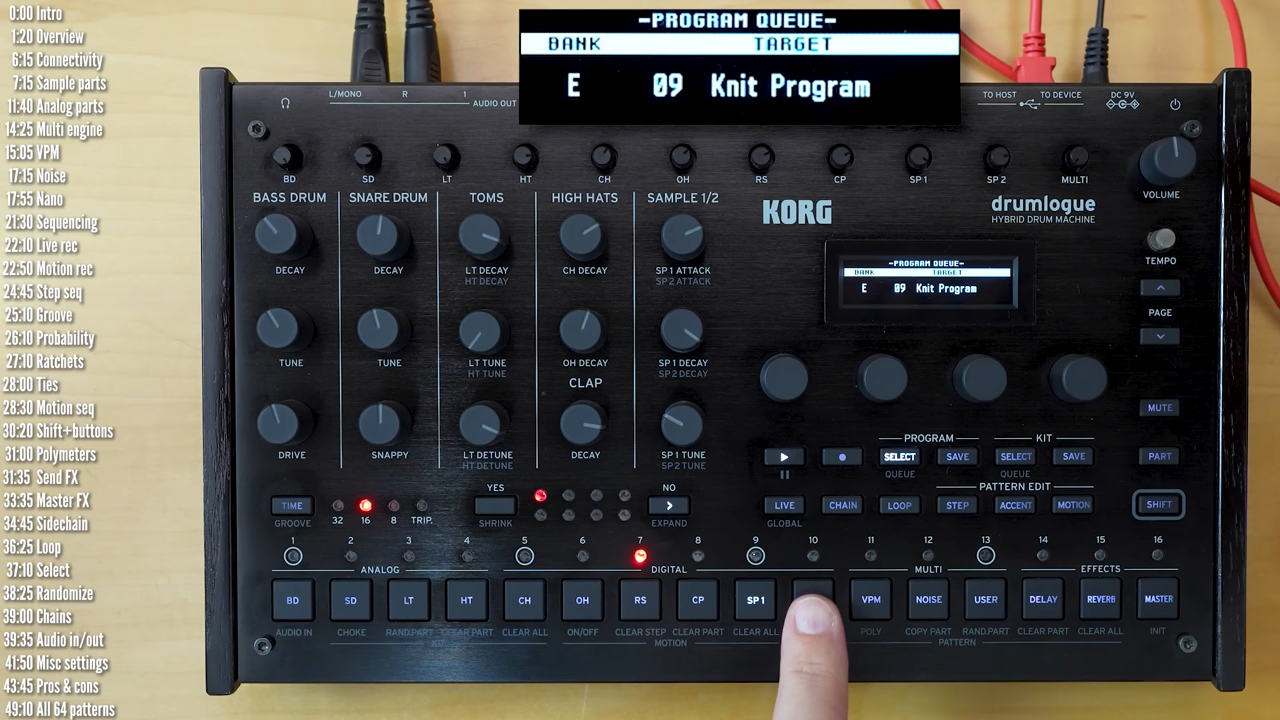 0:00 Intro
1:20 Overview
6:15 Connectivity
7:15 Sample parts
11:40 Analog parts
14:25 Multi engine
15:05 VPM
17:15 Noise
17:55 Nano
21:30 Sequencing
22:10 Live rec
22:50 Motion rec
24:45 Step seq
25:10 Groove
26:10 Probability
27:10 Ratchets
28:00 Ties
28:30 Motion seq
30:20 Shift+buttons
31:00 Polymeters
31:35 Send FX
33:35 Master FX
34:45 Sidechain
36:25 Loop
37:10 Select
38:25 Randomize
39:00 Chains
39:35 Audio in/out
41:50 Misc settings
43:45 Pros & cons
49:10 All 64 patterns
-PROGRAM QUEUE-
BANK TARGET
E 09 Knit Program
L/MONO R 1 AUDIO OUT
TO HOST TO DEVICE DC 9V
BD SD LT HT CH OH RS CP SP 1 SP 2 MULTI
VOLUME
BASS DRUM SNARE DRUM TOMS HIGH HATS SAMPLE 1/2
KORG
drumlogue
HYBRID DRUM MACHINE
TEMPO
DECAY DECAY LT DECAY CH DECAY SP 1 ATTACK
HT DECAY SP 2 ATTACK
-PROGRAM QUEUE-
BANK TARGET
E 09 Knit Program
PAGE
TUNE TUNE LT TUNE OH DECAY SP 1 DECAY
HT TUNE SP 2 DECAY
CLAP
MUTE
DRIVE SNAPPY LT DETUNE DECAY SP 1 TUNE
HT DETUNE SP 2 TUNE
PROGRAM KIT
SELECT SAVE SELECT SAVE PART
QUEUE QUEUE
PATTERN EDIT
YES NO
TIME LIVE CHAIN LOOP STEP ACCENT MOTION SHIFT
GROOVE 32 16 8 TRIP. SHRINK > EXPAND GLOBAL
1 2 3 4 5 6 7 8 9 10 11 12 13 14 15 16
ANALOG DIGITAL MULTI EFFECTS
BD SD LT HT CH OH RS CP SP 1 VPM NOISE USER DELAY REVERB MASTER
AUDIO IN CHOKE RAND.PART CLEAR PART CLEAR ALL ON/OFF CLEAR STEP CLEAR PART CLEAR ALL POLY COPY PART RAND.PART CLEAR PART CLEAR ALL INIT
KIT MOTION PATTERN